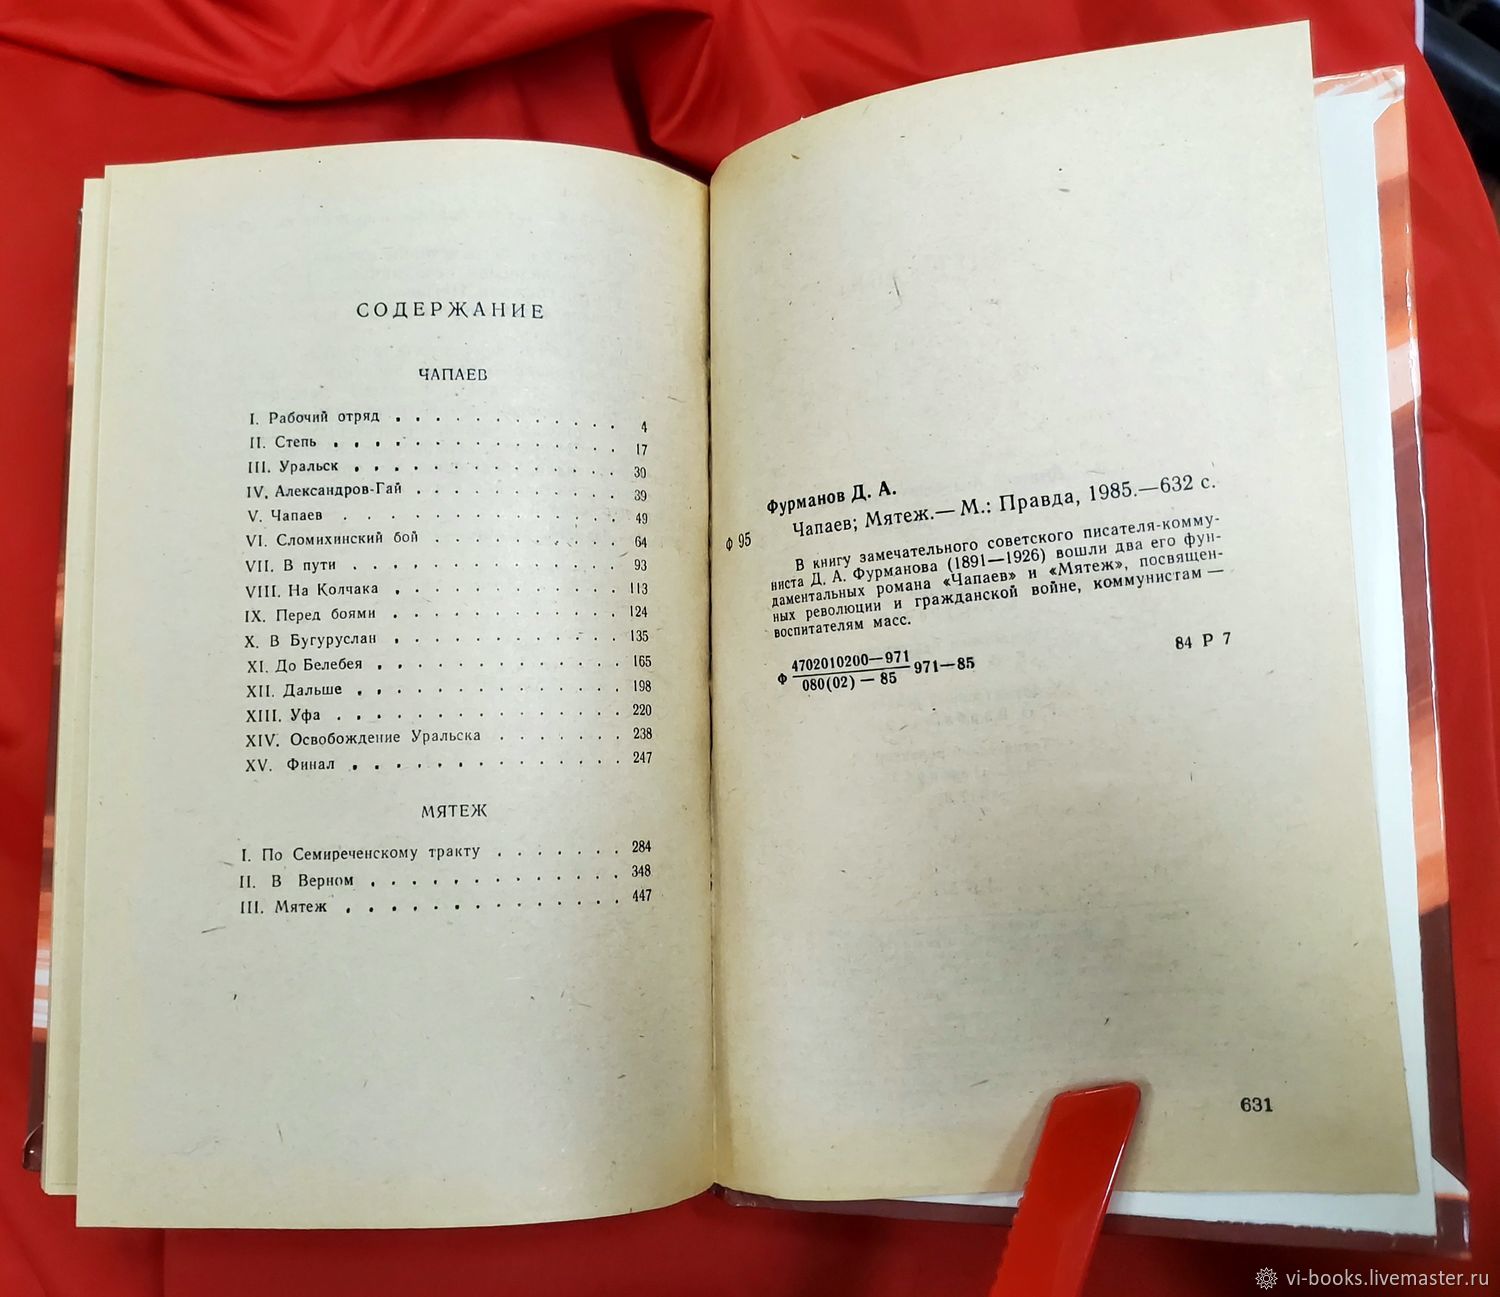 СОДЕРЖАНИЕ
ЧАПАЕВ
I. Рабочий отряд . . . . . . . . . . . . 4
II. Степь . . . . . . . . . . . . . . 17
III. Уральск . . . . . . . . . . . . . 30
IV. Александров-Гай . . . . . . . . . . 39
V. Чапаев . . . . . . . . . . . . . . 49
VI. Сломихинский бой . . . . . . . . . . 64
VII. В пути . . . . . . . . . . . . . 93
VIII. На Колчака . . . . . . . . . . . . 113
IX. Перед боями . . . . . . . . . . . . 124
X. В Бугуруслан . . . . . . . . . . . . 135
XI. До Белебея . . . . . . . . . . . . 165
XII. Дальше . . . . . . . . . . . . . 198
XIII. Уфа . . . . . . . . . . . . . . 220
XIV. Освобождение Уральска . . . . . . . 238
XV. Финал . . . . . . . . . . . . . . 247
МЯТЕЖ
I. По Семиреченскому тракту . . . . . . . 284
II. В Верном . . . . . . . . . . . . . 348
III. Мятеж . . . . . . . . . . . . . . 447
Фурманов Д. А.
Ф 95 Чапаев; Мятеж.— М.: Правда, 1985.—632 с.
В книгу замечательного советского писателя-комму-
ниста Д. А. Фурманова (1891—1926) вошли два его фун-
даментальных романа «Чапаев» и «Мятеж», посвящен-
ных революции и гражданской войне, коммунистам —
воспитателям масс.
84 Р 7
4702010200—971
Ф 971—85
080(02) — 85
631
vi-books.livemaster.ru